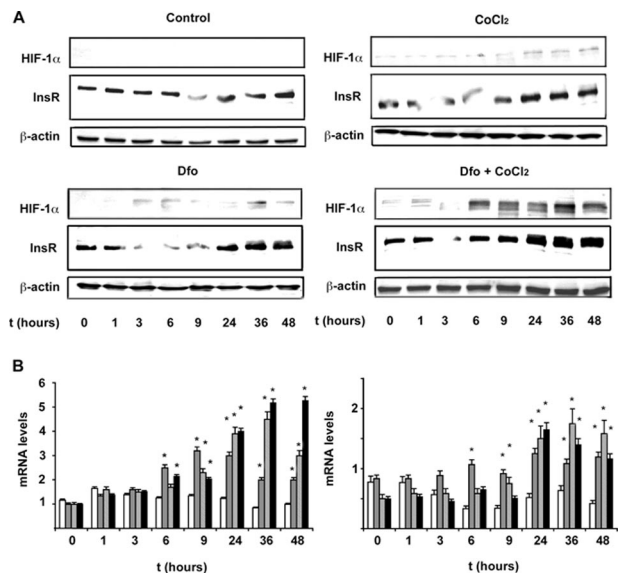 A
Control
HIF-1α
InsR
β-actin
CoCl2
HIF-1α
InsR
β-actin
Dfo
HIF-1α
InsR
β-actin
t (hours) 0 1 3 6 9 24 36 48
Dfo + CoCl2
HIF-1α
InsR
β-actin
t (hours) 0 1 3 6 9 24 36 48
B
mRNA levels
6
5
4
3
2
1
* * * * * * * * * * * * *
0 1 3 6 9 24 36 48
t (hours)
mRNA levels
2
1
0
* * * * * * * * * * * *
0 1 3 6 9 24 36 48
t (hours)